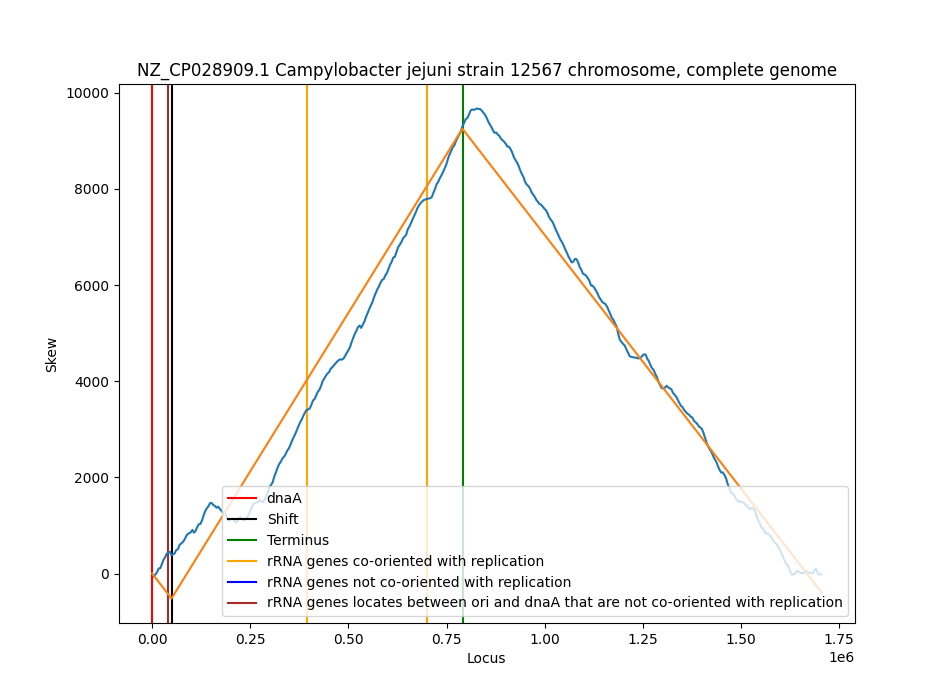 NZ_CP028909.1 Campylobacter jejuni strain 12567 chromosome, complete genome
10000
8000
6000
4000
2000
0
Skew
dnaA
Shift
Terminus
rRNA genes co-oriented with replication
rRNA genes not co-oriented with replication
rRNA genes locates between ori and dnaA that are not co-oriented with replication
0.00 0.25 0.50 0.75 1.00 1.25 1.50 1.75
1e6
Locus